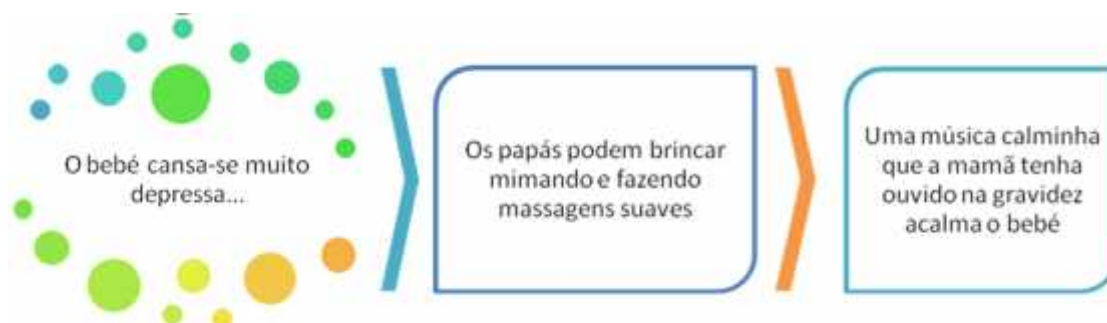 O bebé cansa-se muito
depressa...
Os papás podem brincar
mimando e fazendo
massagens suaves
Uma música calminha
que a mamã tenha
ouvido na gravidez
acalma o bebé